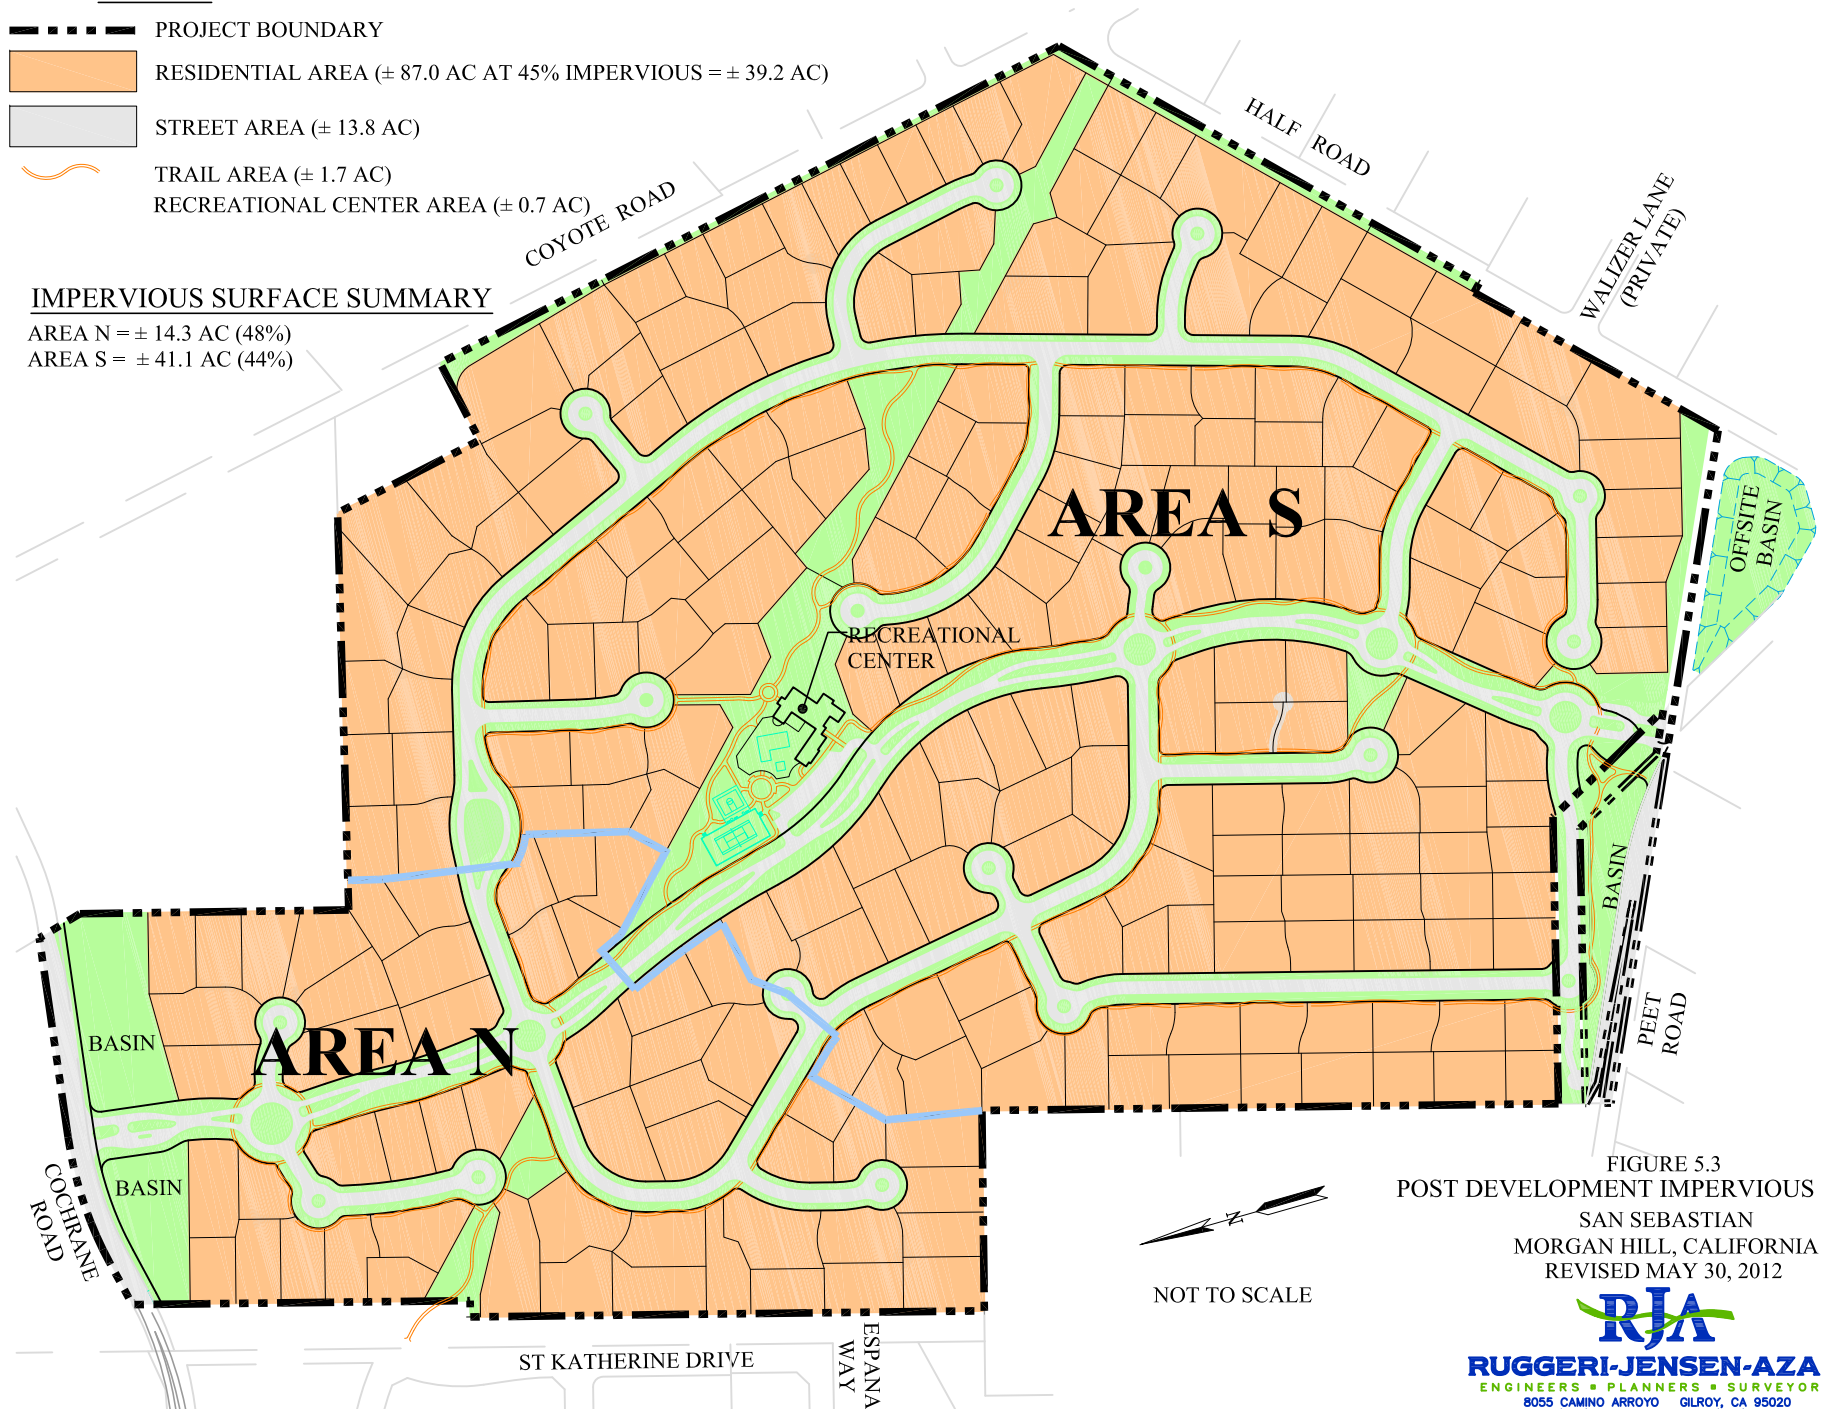 PROJECT BOUNDARY
RESIDENTIAL AREA (± 87.0 AC AT 45% IMPERVIOUS = ± 39.2 AC)
STREET AREA (± 13.8 AC)
TRAIL AREA (± 1.7 AC)
RECREATIONAL CENTER AREA (± 0.7 AC)
IMPERVIOUS SURFACE SUMMARY
AREA N = ± 14.3 AC (48%)
AREA S = ± 41.1 AC (44%)
COYOTE ROAD
HALF ROAD
WALIZER LANE
(PRIVATE)
AREA S
OFFSITE
BASIN
RECREATIONAL
CENTER
BASIN
PEET
ROAD
AREA N
BASIN
BASIN
COCHRANE
ROAD
ST KATHERINE DRIVE
ESPANA
WAY
N
NOT TO SCALE
FIGURE 5.3
POST DEVELOPMENT IMPERVIOUS
SAN SEBASTIAN
MORGAN HILL, CALIFORNIA
REVISED MAY 30, 2012
RJA
RUGGERI-JENSEN-AZA
ENGINEERS ▪ PLANNERS ▪ SURVEYOR
8055 CAMINO ARROYO GILROY, CA 95020